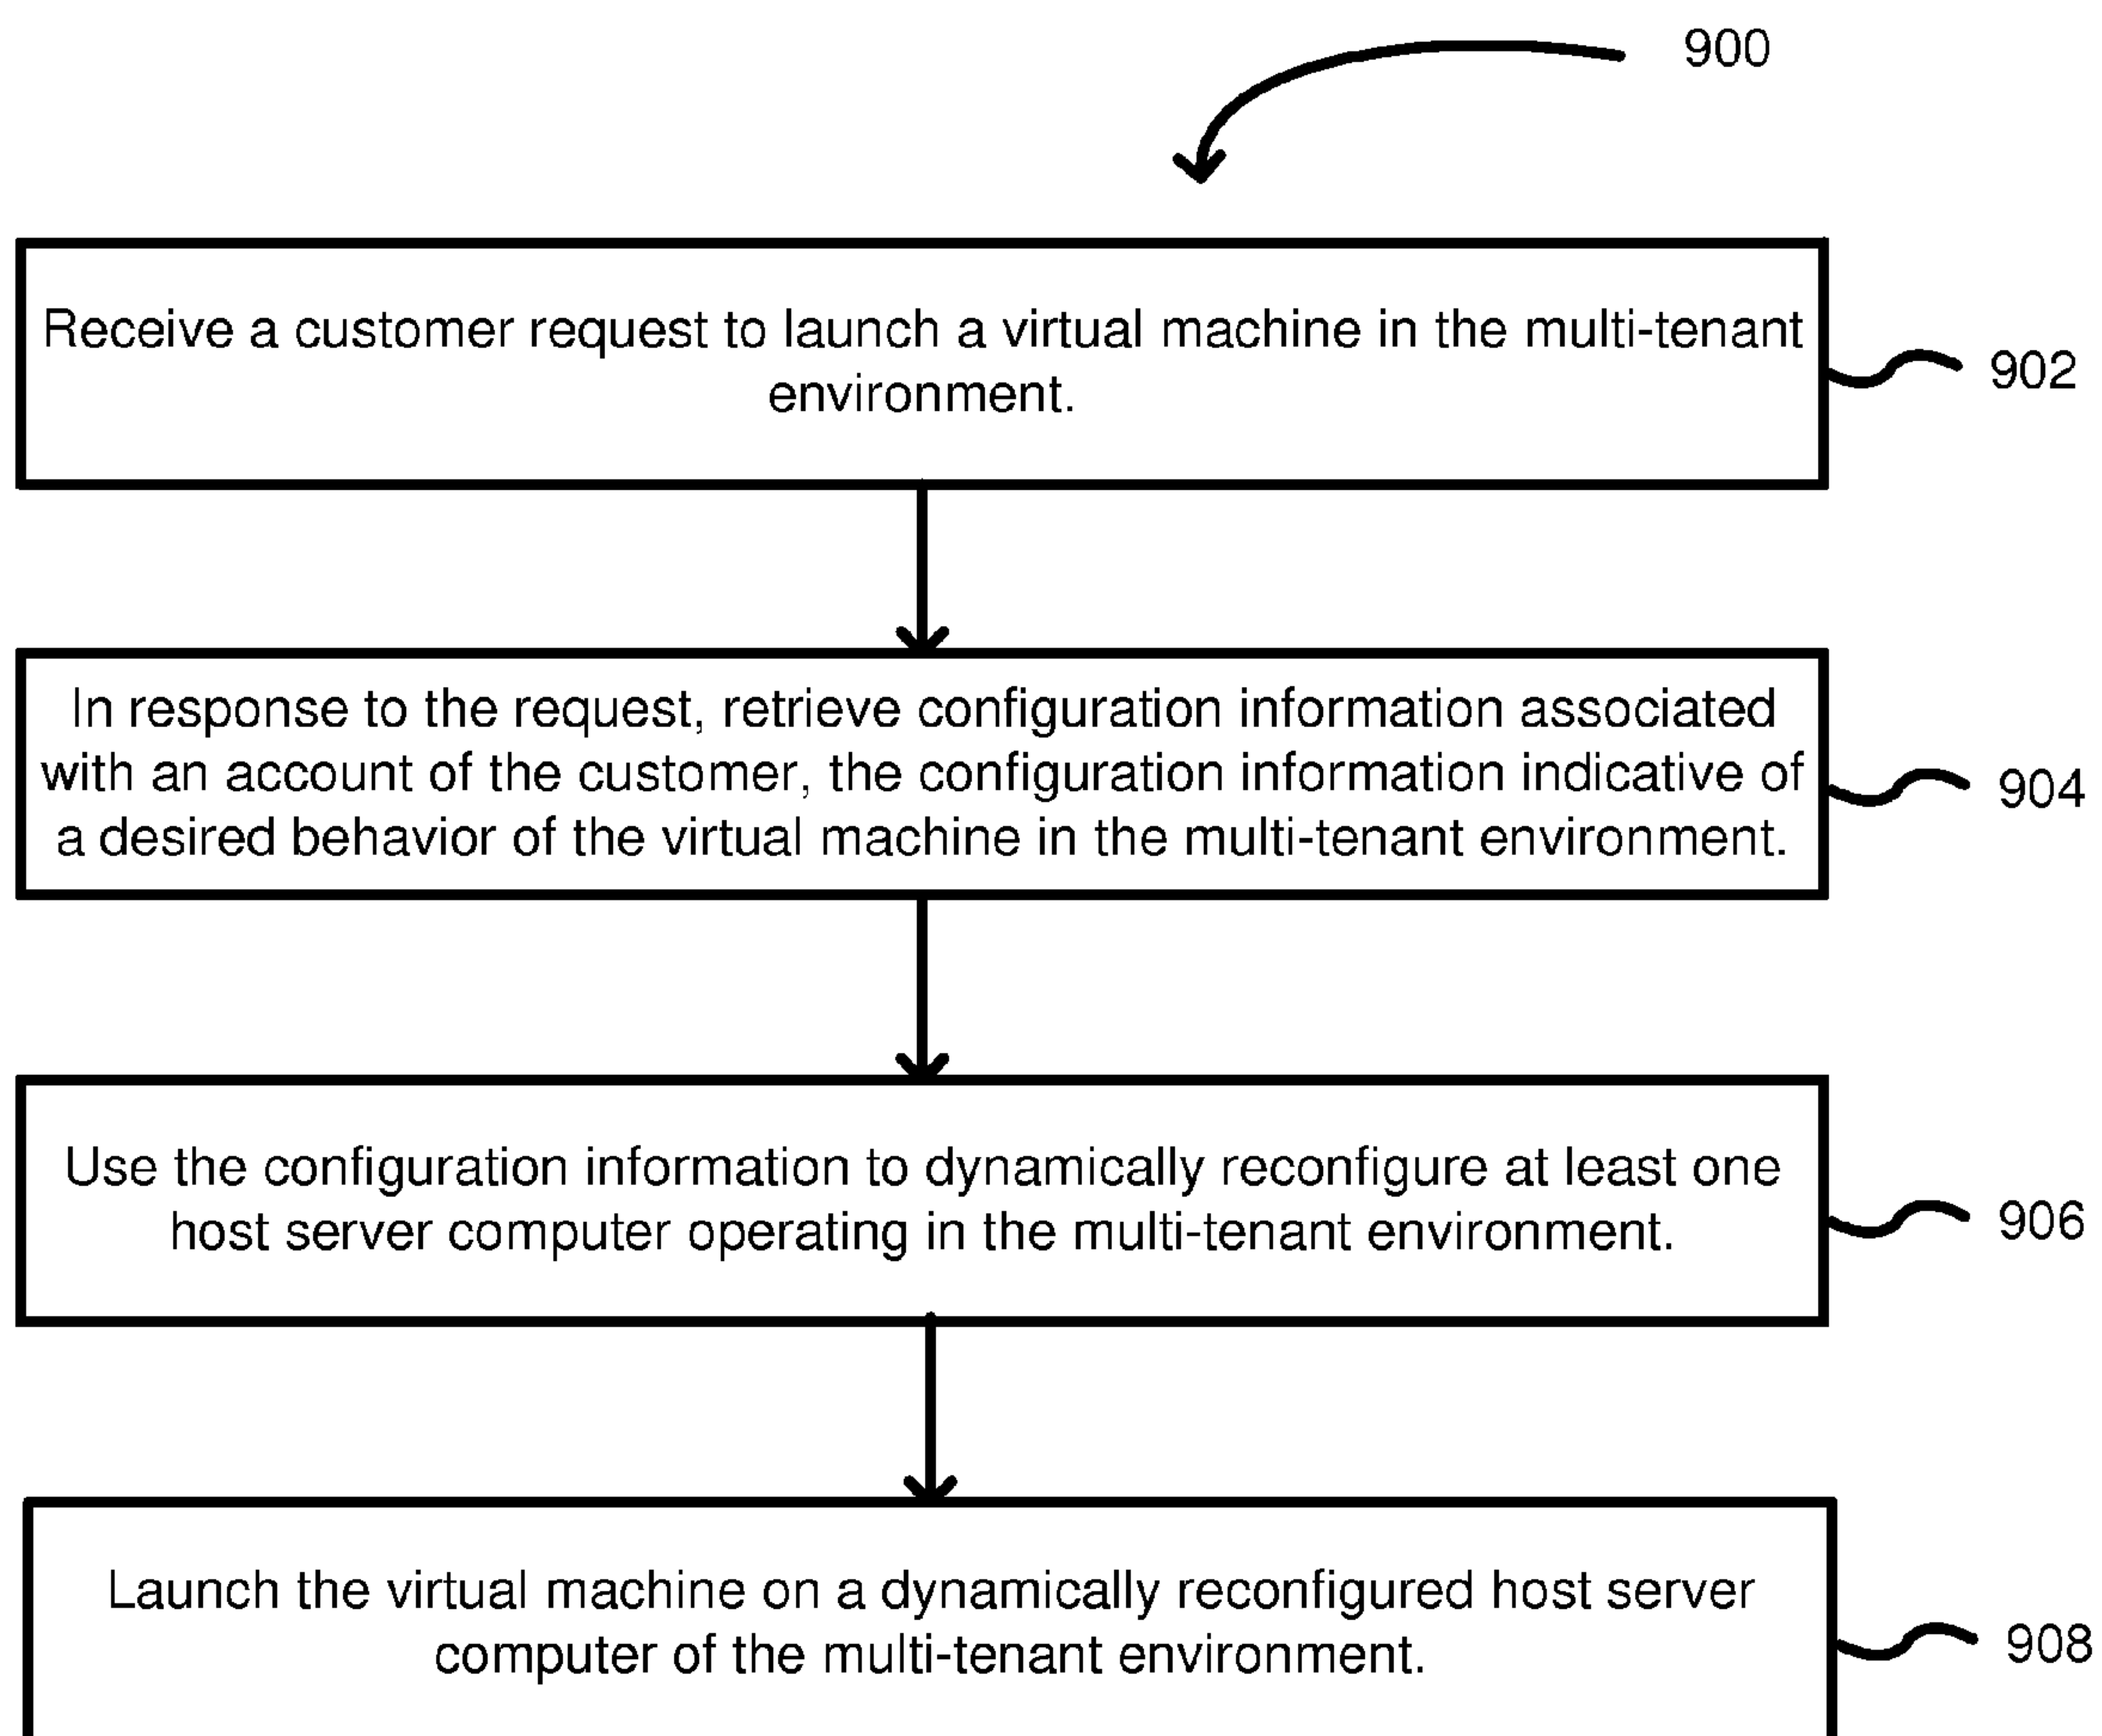 900
Receive a customer request to launch a virtual machine in the multi-tenant
environment.
902
In response to the request, retrieve configuration information associated
with an account of the customer, the configuration information indicative of
a desired behavior of the virtual machine in the multi-tenant environment.
904
Use the configuration information to dynamically reconfigure at least one
host server computer operating in the multi-tenant environment.
906
Launch the virtual machine on a dynamically reconfigured host server
computer of the multi-tenant environment.
908